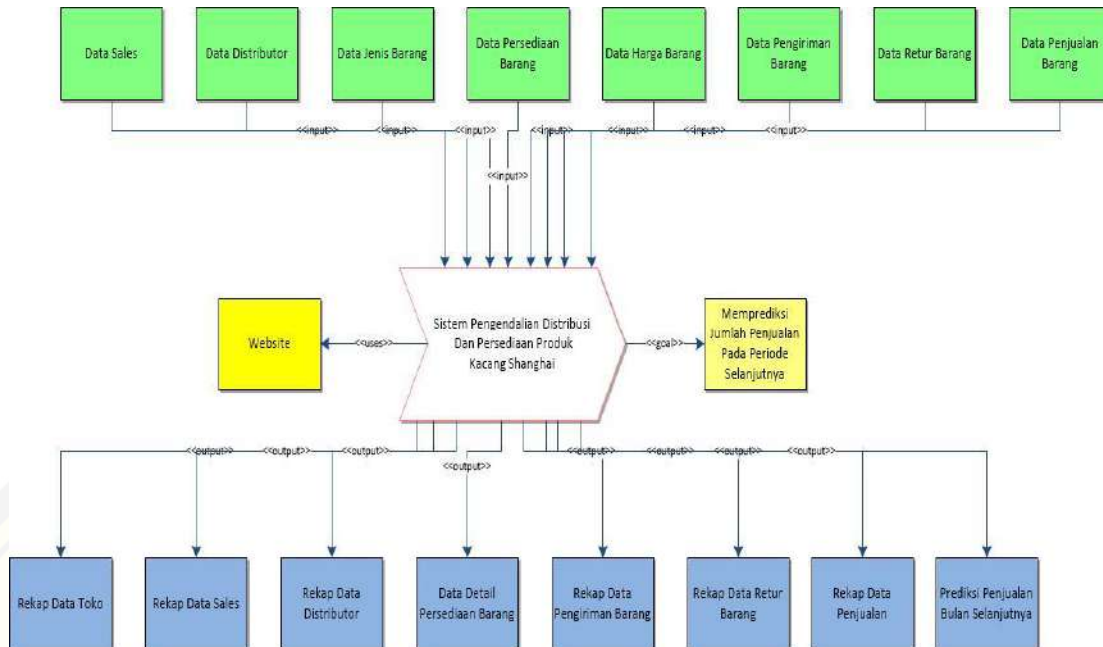 Data Sales
Data Distributor
Data Jenis Barang
Data Persediaan
Barang
Data Harga Barang
Data Pengiriman
Barang
Data Retur Barang
Data Penjualan
Barang
<<input>>
<<input>>
<<input>>
<<input>>
<<input>>
<<input>>
<<input>>
<<input>>
Website
<<uses>>
Sistem Pengendalian Distribusi
Dan Persediaan Produk
Kacang Shanghai
<<goal>>
Memprediksi
Jumlah Penjualan
Pada Periode
Selanjutnya
<<output>>
<<output>>
<<output>>
<<output>>
<<output>>
<<output>>
<<output>>
<<output>>
Rekap Data Toko
Rekap Data Sales
Rekap Data
Distributor
Data Detail
Persediaan Barang
Rekap Data
Pengiriman Barang
Rekap Data Retur
Barang
Rekap Data
Penjualan
Prediksi Penjualan
Bulan Selanjutnya